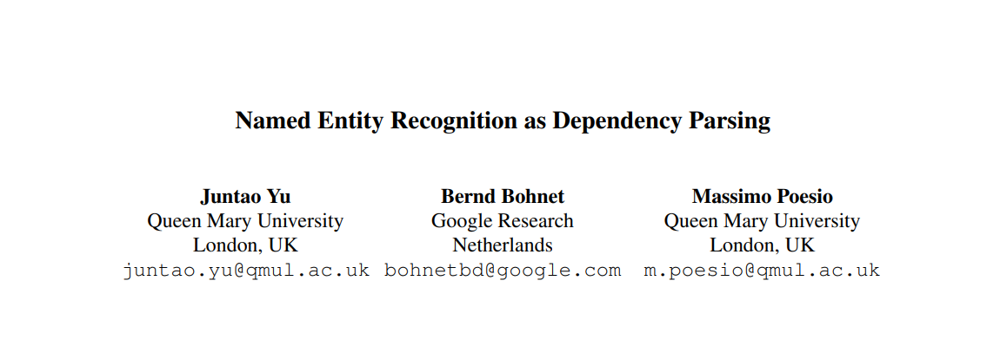 Named Entity Recognition as Dependency Parsing
Juntao Yu
Queen Mary University
London, UK
juntao.yu@qmul.ac.uk
Bernd Bohnet
Google Research
Netherlands
bohnetbd@google.com
Massimo Poesio
Queen Mary University
London, UK
m.poesio@qmul.ac.uk